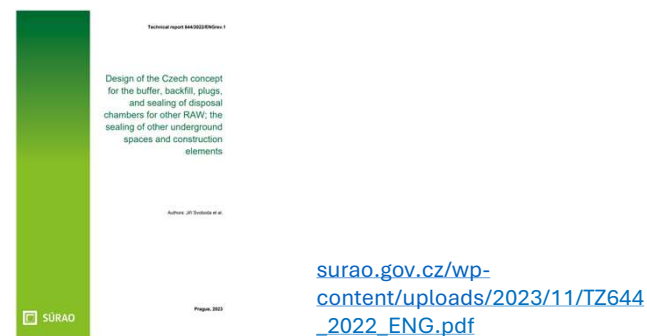 Technical report 644/2022/ENG/rev.1
Design of the Czech concept
for the buffer, backfill, plugs,
and sealing of disposal
chambers for other RAW; the
sealing of other underground
spaces and construction
elements
Authors: Jiří Svoboda et al.
SÚRAO
Prague, 2023
surao.gov.cz/wp-
content/uploads/2023/11/TZ644
_2022_ENG.pdf